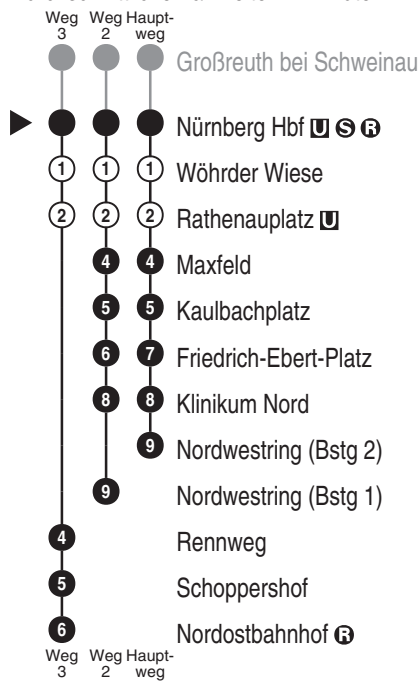 Weg 3 Weg 2 Haupt-weg
Großreuth bei Schweinau
Nürnberg Hbf U S R
1 1 1 Wöhrder Wiese
2 2 2 Rathenauplatz U
4 4 Maxfeld
5 5 Kaulbachplatz
6 7 Friedrich-Ebert-Platz
8 8 Klinikum Nord
9 Nordwestring (Bstg 2)
9 Nordwestring (Bstg 1)
4 Rennweg
5 Schoppershof
6 Nordostbahnhof R
Weg 3 Weg 2 Haupt-weg